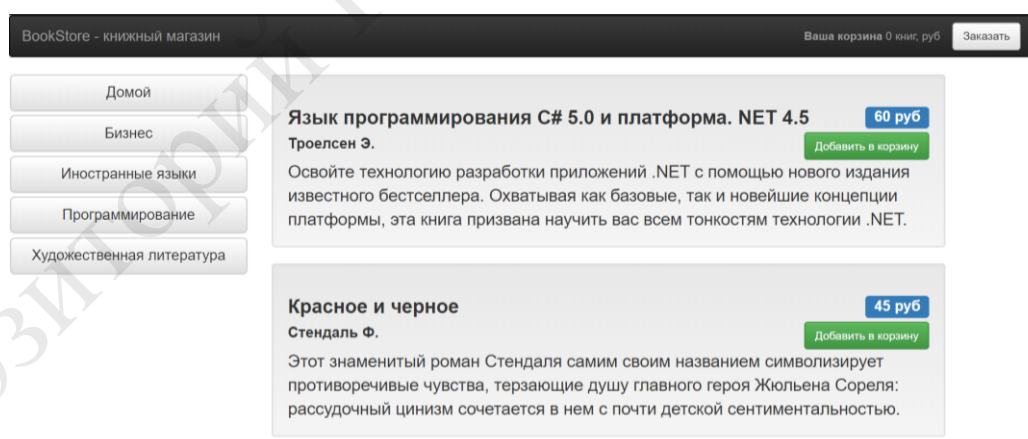 BookStore - книжный магазин
Ваша корзина 0 книг, руб
Заказать
Домой
Бизнес
Иностранные языки
Программирование
Художественная литература
Язык программирования C# 5.0 и платформа. NET 4.5
60 руб
Троелсен Э.
Добавить в корзину
Освойте технологию разработки приложений .NET с помощью нового издания
известного бестселлера. Охватывая как базовые, так и новейшие концепции
платформы, эта книга призвана научить вас всем тонкостям технологии .NET.
Красное и черное
45 руб
Стендаль Ф.
Добавить в корзину
Этот знаменитый роман Стендаля самим своим названием символизирует
противоречивые чувства, терзающие душу главного героя Жюльена Сореля:
рассудочный цинизм сочетается в нем с почти детской сентиментальностью.